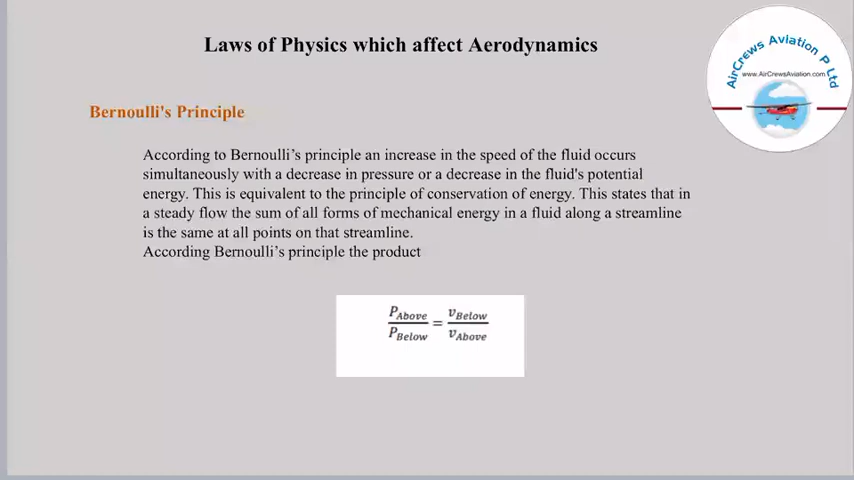 Laws of Physics which affect Aerodynamics
AirCrews Aviation P Ltd
www.AirCrewsAviation.com
Bernoulli's Principle
According to Bernoulli’s principle an increase in the speed of the fluid occurs
simultaneously with a decrease in pressure or a decrease in the fluid's potential
energy. This is equivalent to the principle of conservation of energy. This states that in
a steady flow the sum of all forms of mechanical energy in a fluid along a streamline
is the same at all points on that streamline.
According Bernoulli’s principle the product
P_Above / P_Below = v_Below / v_Above